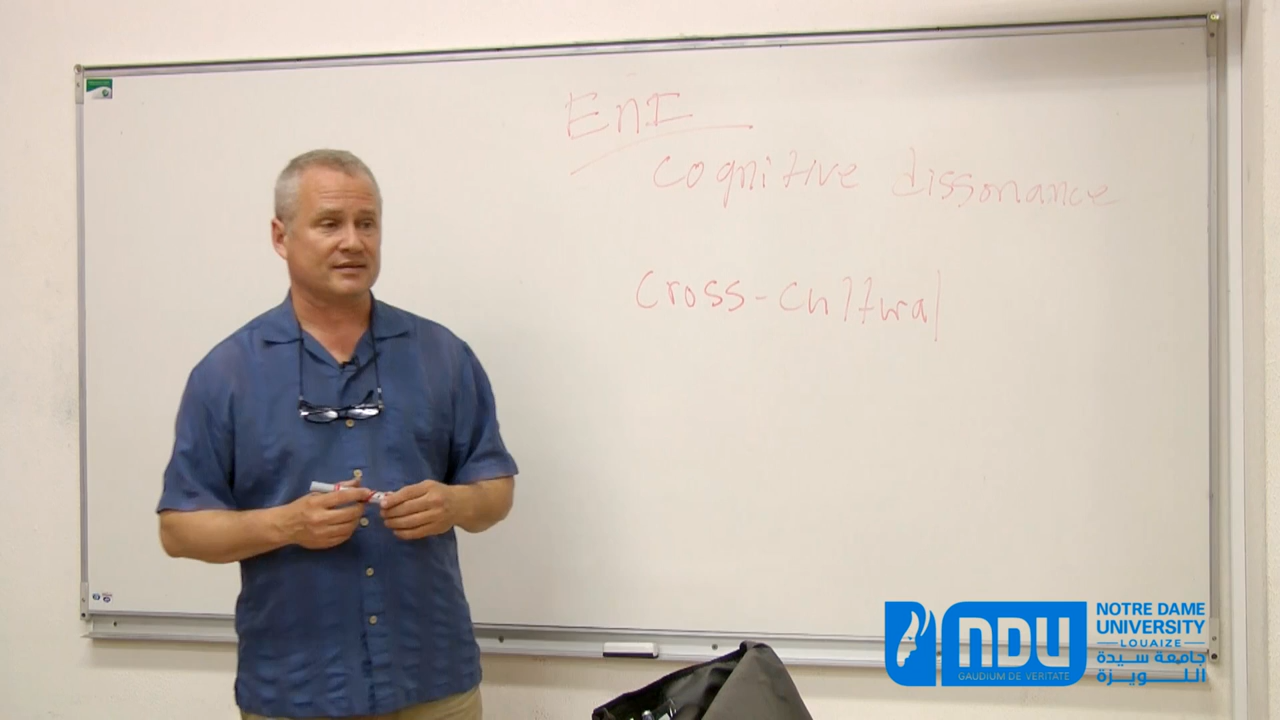 EnI
cognitive dissonance
cross-cultural
NDU
GAUDIUM DE VERITATE
NOTRE DAME
UNIVERSITY
LOUAIZE
جامعة سيدة
اللويزة